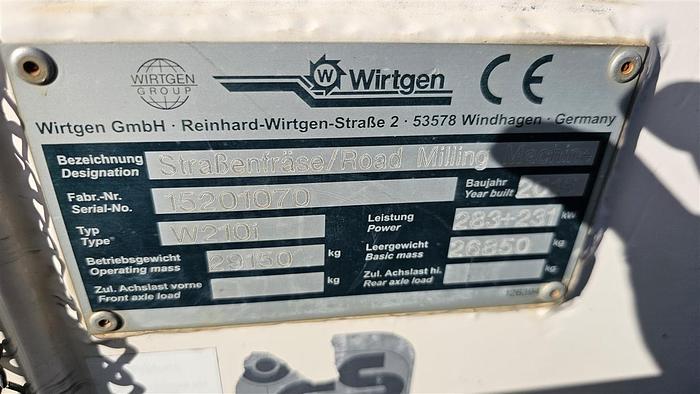 WIRTGEN
GROUP
Wirtgen
CE
Wirtgen GmbH · Reinhard-Wirtgen-Straße 2 · 53578 Windhagen · Germany
Bezeichnung
Designation
Straßenfräse/Road Milling Machine
Fabr.-Nr.
Serial-No.
15201070
Baujahr
Year built
Typ
Type
W210i
Leistung
Power
283+231 kW
Betriebsgewicht
Operating mass
29150 kg
Leergewicht
Basic mass
26850 kg
Zul. Achslast vorne
Front axle load
kg
Zul. Achslast hi.
Rear axle load
kg